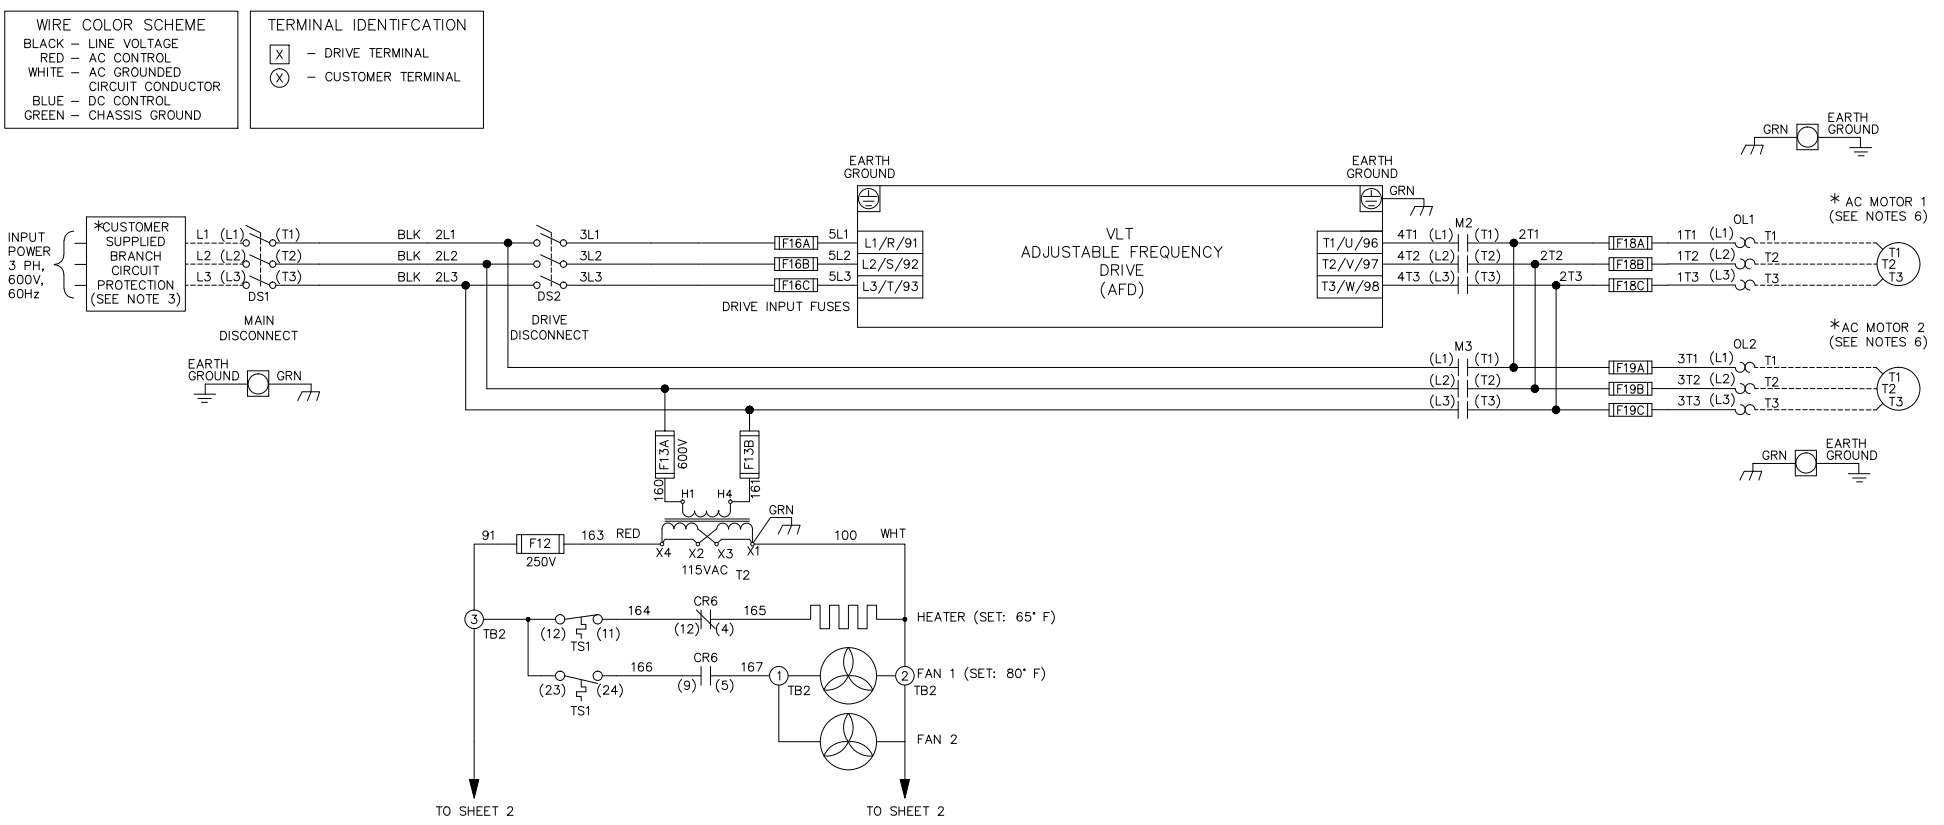 WIRE COLOR SCHEME
BLACK – LINE VOLTAGE
RED – AC CONTROL
WHITE – AC GROUNDED
CIRCUIT CONDUCTOR
BLUE – DC CONTROL
GREEN – CHASSIS GROUND
TERMINAL IDENTIFCATION
X – DRIVE TERMINAL
X – CUSTOMER TERMINAL
GRN
EARTH
GROUND
EARTH
GROUND
EARTH
GROUND
GRN
INPUT
POWER
3 PH,
600V,
60Hz
*CUSTOMER
SUPPLIED
BRANCH
CIRCUIT
PROTECTION
(SEE NOTE 3)
L1 (L1) (T1) BLK 2L1 3L1 F16A 5L1 L1/R/91
L2 (L2) (T2) BLK 2L2 3L2 F16B 5L2 L2/S/92
L3 (L3) (T3) BLK 2L3 3L3 F16C 5L3 L3/T/93
DS1
MAIN
DISCONNECT
DS2
DRIVE
DISCONNECT
DRIVE INPUT FUSES
VLT
ADJUSTABLE FREQUENCY
DRIVE
(AFD)
M2
OL1
* AC MOTOR 1
(SEE NOTES 6)
T1/U/96 4T1 (L1) (T1) 2T1 F18A 1T1 (L1) T1
T2/V/97 4T2 (L2) (T2) 2T2 F18B 1T2 (L2) T2
T3/W/98 4T3 (L3) (T3) 2T3 F18C 1T3 (L3) T3
T1
T2
T3
EARTH
GROUND
GRN
M3
OL2
*AC MOTOR 2
(SEE NOTES 6)
(L1) (T1) F19A 3T1 (L1) T1
(L2) (T2) F19B 3T2 (L2) T2
(L3) (T3) F19C 3T3 (L3) T3
T1
T2
T3
GRN
EARTH
GROUND
F13A
600V
F13B
160
161
H1 H4
GRN
91 F12 163 RED
250V
X4 X2 X3 X1
115VAC T2
100 WHT
3
TB2
(12) (11)
TS1
164
CR6
(12) (4)
165
HEATER (SET: 65° F)
(23) (24)
TS1
166
CR6
(9) (5)
167
1
TB2
2
TB2
FAN 1 (SET: 80° F)
FAN 2
TO SHEET 2
TO SHEET 2